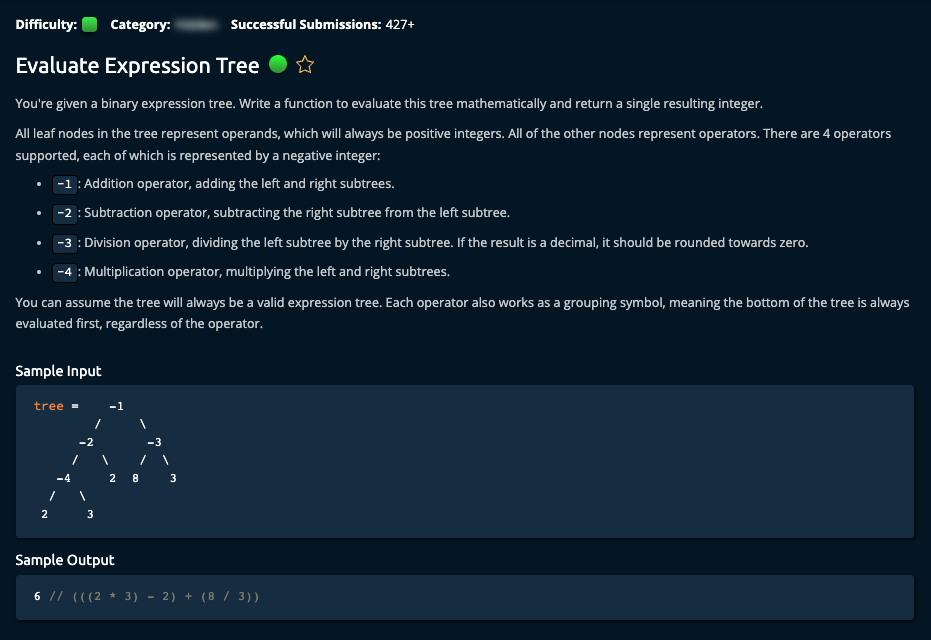 Difficulty: Category: Successful Submissions: 427+
Evaluate Expression Tree
You're given a binary expression tree. Write a function to evaluate this tree mathematically and return a single resulting integer.
All leaf nodes in the tree represent operands, which will always be positive integers. All of the other nodes represent operators. There are 4 operators
supported, each of which is represented by a negative integer:
• -1 : Addition operator, adding the left and right subtrees.
• -2 : Subtraction operator, subtracting the right subtree from the left subtree.
• -3 : Division operator, dividing the left subtree by the right subtree. If the result is a decimal, it should be rounded towards zero.
• -4 : Multiplication operator, multiplying the left and right subtrees.
You can assume the tree will always be a valid expression tree. Each operator also works as a grouping symbol, meaning the bottom of the tree is always
evaluated first, regardless of the operator.
Sample Input
tree = -1
/ \
-2 -3
/ \ / \
-4 2 8 3
/ \
2 3
Sample Output
6 // (((2 * 3) - 2) + (8 / 3))